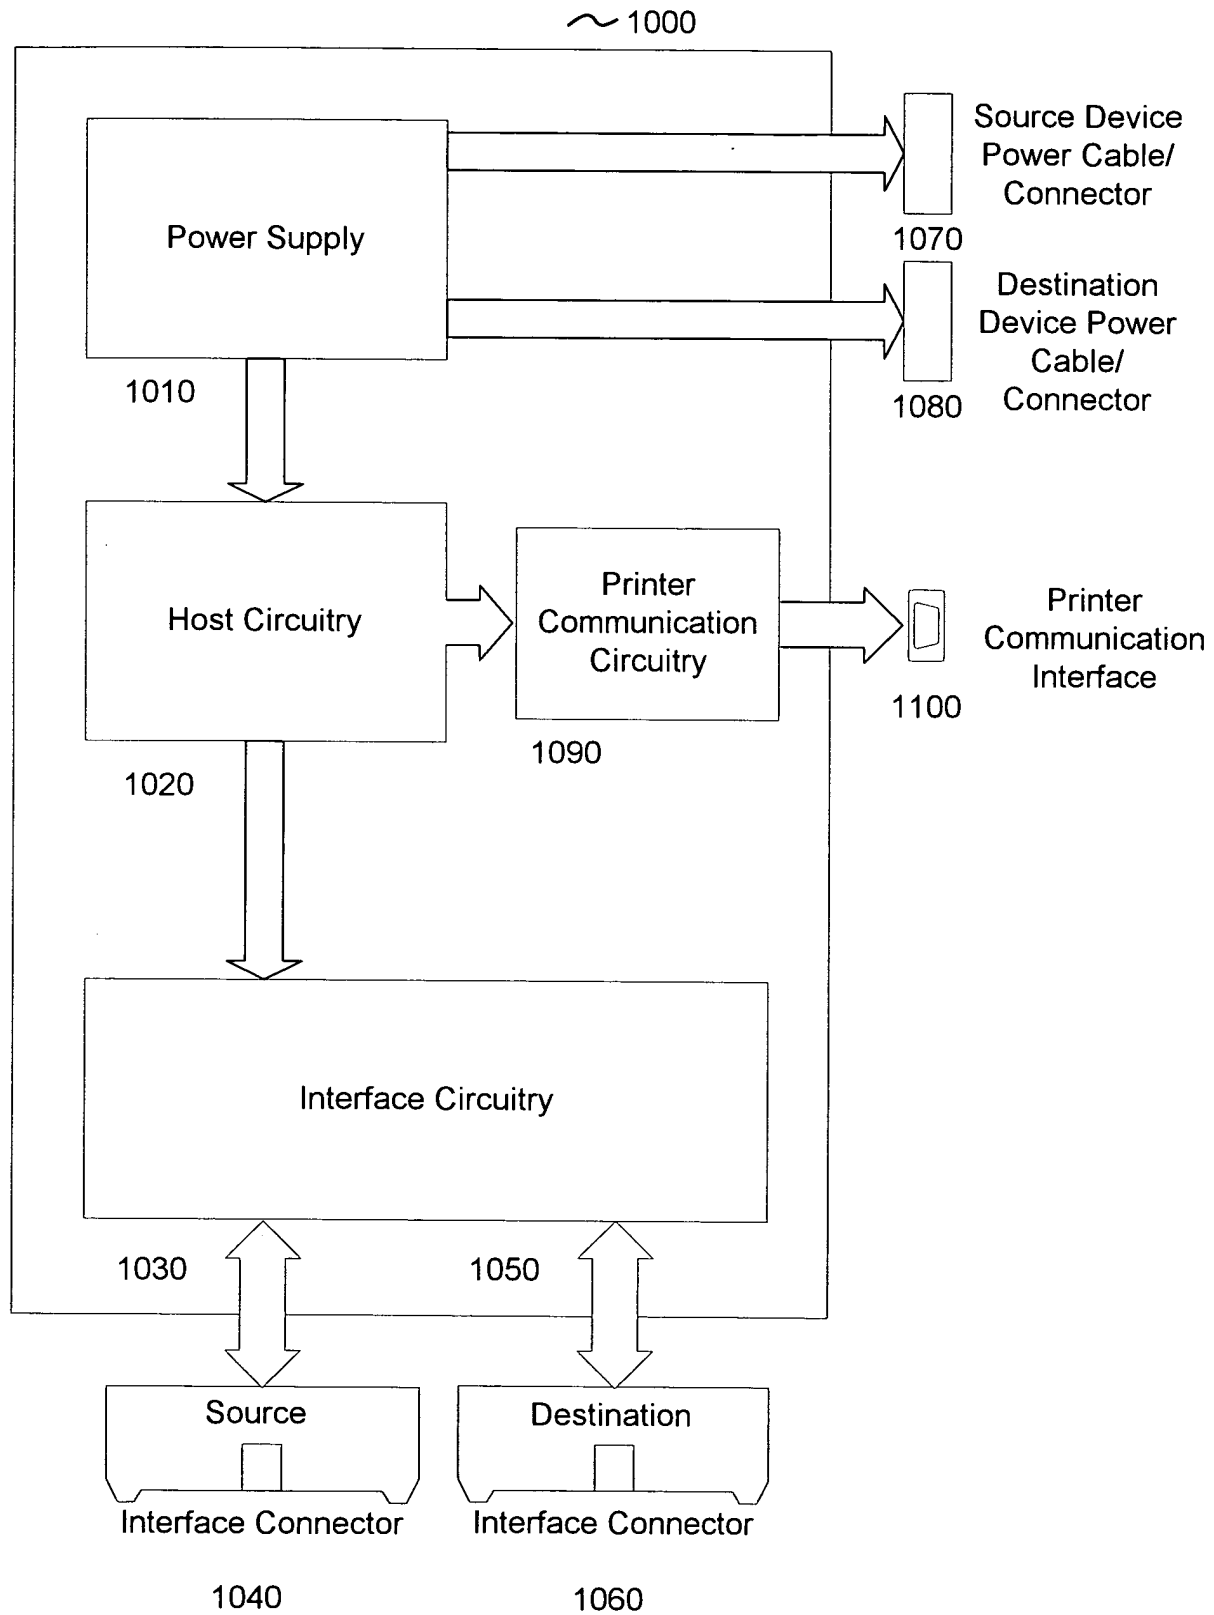 1000
Source Device
Power Cable/
Connector
Power Supply
1070
Destination
Device Power
Cable/
Connector
1010
1080
Host Circuitry
Printer
Communication
Circuitry
Printer
Communication
Interface
1100
1090
1020
Interface Circuitry
1030
1050
Source
Destination
Interface Connector
Interface Connector
1040
1060